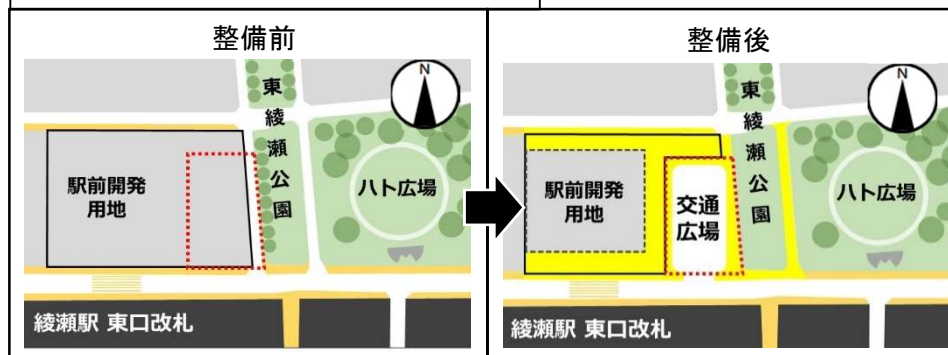 整備前
N
東綾瀬公園
駅前開発
用地
ハト広場
綾瀬駅 東口改札
整備後
N
東綾瀬公園
駅前開発
用地
交通
広場
ハト広場
綾瀬駅 東口改札